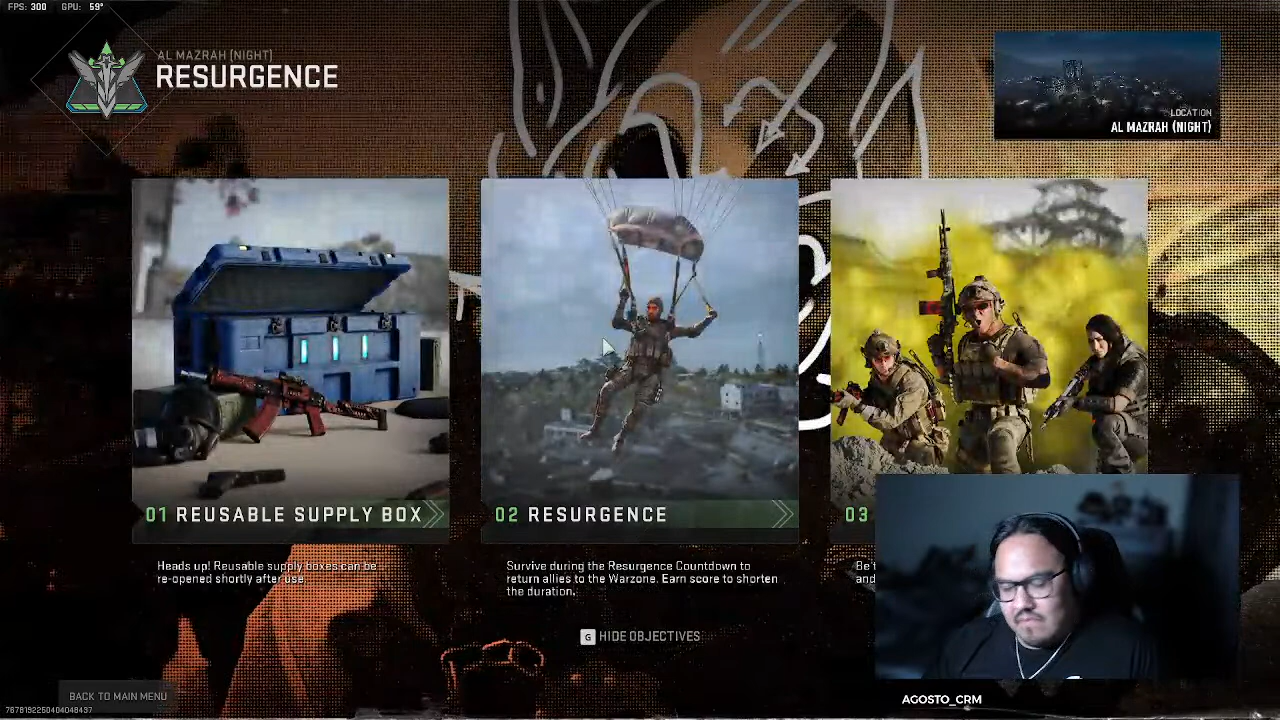 FPS: 300 GPU: 59°
AL MAZRAH (NIGHT)
RESURGENCE
LOCATION
AL MAZRAH (NIGHT)
01 REUSABLE SUPPLY BOX
02 RESURGENCE
03
Heads up! Reusable supply boxes can be
re-opened shortly after use
Survive during the Resurgence Countdown to
return allies to the Warzone. Earn score to shorten
the duration.
and
G HIDE OBJECTIVES
BACK TO MAIN MENU
AGOSTO_CRM